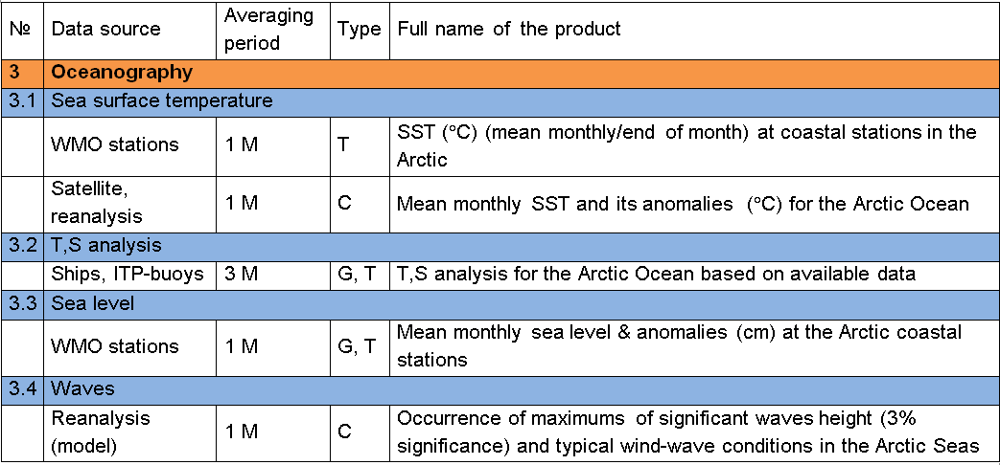 № Data source Averaging period Type Full name of the product
3 Oceanography
3.1 Sea surface temperature
WMO stations 1 M T SST (°C) (mean monthly/end of month) at coastal stations in the
Arctic
Satellite,
reanalysis 1 M C Mean monthly SST and its anomalies (°C) for the Arctic Ocean
3.2 T,S analysis
Ships, ITP-buoys 3 M G, T T,S analysis for the Arctic Ocean based on available data
3.3 Sea level
WMO stations 1 M G, T Mean monthly sea level & anomalies (cm) at the Arctic coastal
stations
3.4 Waves
Reanalysis
(model) 1 M C Occurrence of maximums of significant waves height (3%
significance) and typical wind-wave conditions in the Arctic Seas